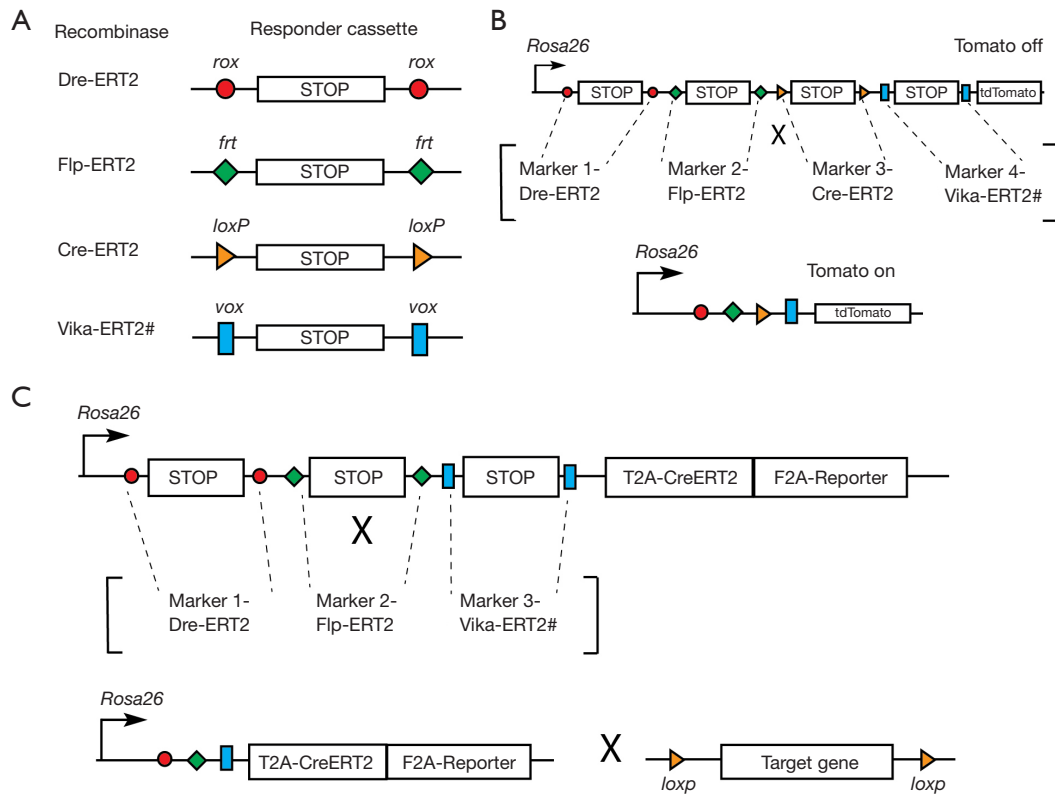 A
Recombinase
Responder cassette
Dre-ERT2
rox
rox
STOP
Flp-ERT2
frt
frt
STOP
Cre-ERT2
loxP
loxP
STOP
Vika-ERT2#
vox
vox
STOP
B
Rosa26
Tomato off
STOP
STOP
STOP
STOP
tdTomato
X
Marker 1-
Dre-ERT2
Marker 2-
Flp-ERT2
Marker 3-
Cre-ERT2
Marker 4-
Vika-ERT2#
Rosa26
Tomato on
tdTomato
C
Rosa26
STOP
STOP
STOP
T2A-CreERT2
F2A-Reporter
X
Marker 1-
Dre-ERT2
Marker 2-
Flp-ERT2
Marker 3-
Vika-ERT2#
Rosa26
T2A-CreERT2
F2A-Reporter
X
Target gene
loxp
loxp